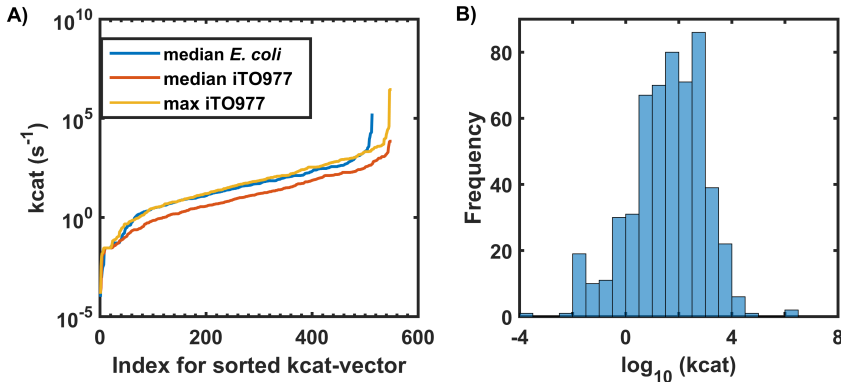 A)
10^10
10^5
10^0
10^-5
kcat (s^-1)
median E. coli
median iTO977
max iTO977
0
200
400
600
Index for sorted kcat-vector
B)
80
60
40
20
0
Frequency
-4
0
4
8
log10 (kcat)